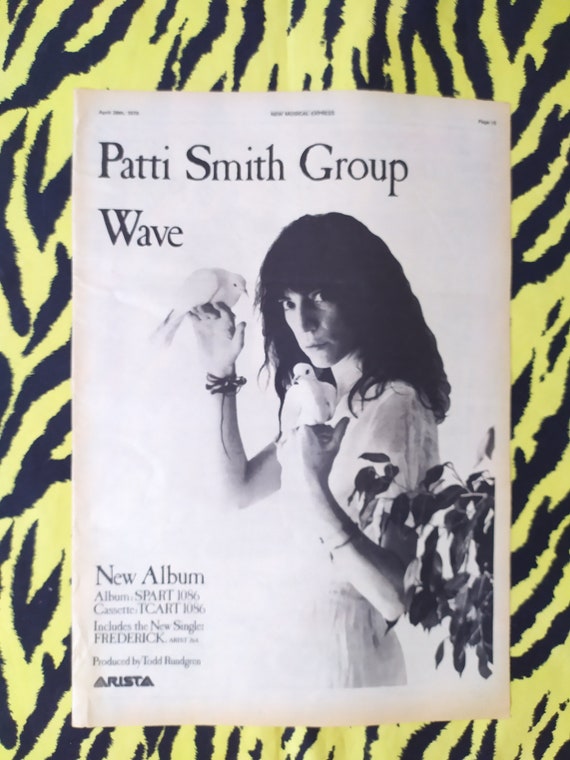 April 28th, 1979
NEW MUSICAL EXPRESS
Page 13
Patti Smith Group
Wave
New Album
Album: SPART 1086
Cassette: TCART 1086
Includes the New Single:
FREDERICK
Produced by Todd Rundgren
ARISTA